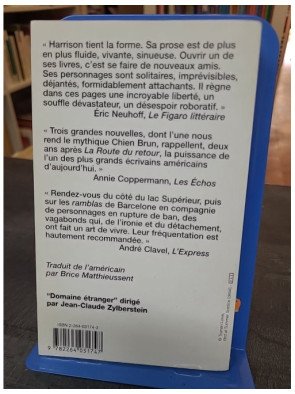 « Harrison tient la forme. Sa prose est de plus
en plus fluide, vivante, sinueuse. Ouvrir un de
ses livres, c'est se faire de nouveaux amis.
Ses personnages sont solitaires, imprévisibles,
déjantés, formidablement attachants. Il règne
dans ces pages une incroyable liberté, un
souffle dévastateur, un désespoir roboratif. »
Eric Neuhoff, Le Figaro littéraire
« Trois grandes nouvelles, dont l'une nous
rend le mythique Chien Brun, rappellent, deux
ans après La Route du retour, la puissance de
l'un des plus grands écrivains américains
d'aujourd'hui. »
Annie Coppermann, Les Échos
« Rendez-vous du côté du lac Supérieur, puis
sur les ramblas de Barcelone en compagnie
de personnages en rupture de ban, des
vagabonds qui, de l'ironie et du détachement,
ont fait un art de vivre. Leur fréquentation est
hautement recommandée. »
André Clavel, L'Express
Traduit de l'américain
par Brice Matthieussent
"Domaine étranger" dirigé
par Jean-Claude Zylberstein